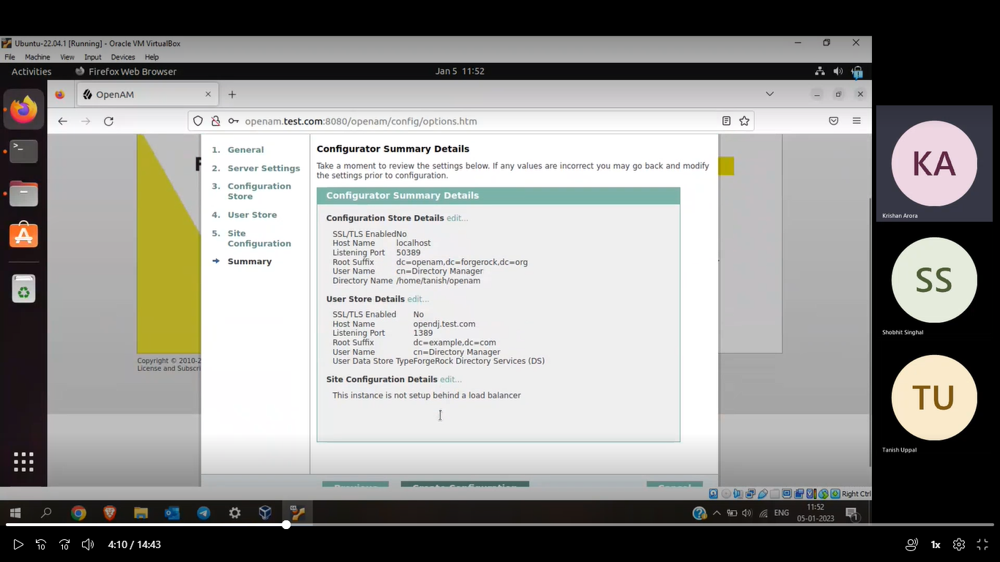 Ubuntu-22.04.1 [Running] - Oracle VM VirtualBox
File Machine View Input Devices Help
Activities Firefox Web Browser Jan 5 11:52
OpenAM
openam.test.com:8080/openam/config/options.htm
1. General
2. Server Settings
3. Configuration
Store
4. User Store
5. Site
Configuration
Summary
Configurator Summary Details
Take a moment to review the settings below. If any values are incorrect you may go back and modify
the settings prior to configuration.
Configurator Summary Details
Configuration Store Details edit...
SSL/TLS EnabledNo
Host Name localhost
Listening Port 50389
Root Suffix dc=openam,dc=forgerock,dc=org
User Name cn=Directory Manager
Directory Name /home/tanish/openam
User Store Details edit...
SSL/TLS Enabled No
Host Name opendj.test.com
Listening Port 1389
Root Suffix dc=example,dc=com
User Name cn=Directory Manager
User Data Store TypeForgeRock Directory Services (DS)
Site Configuration Details edit...
This instance is not setup behind a load balancer
Copyright © 2010-2
License and Subscri
Previous Create Configuration Cancel
Right Ctrl
ENG
11:52
05-01-2023
1
KA
Krishan Arora
SS
Shobhit Singhal
TU
Tanish Uppal
10 10 4:10 / 14:43 1x